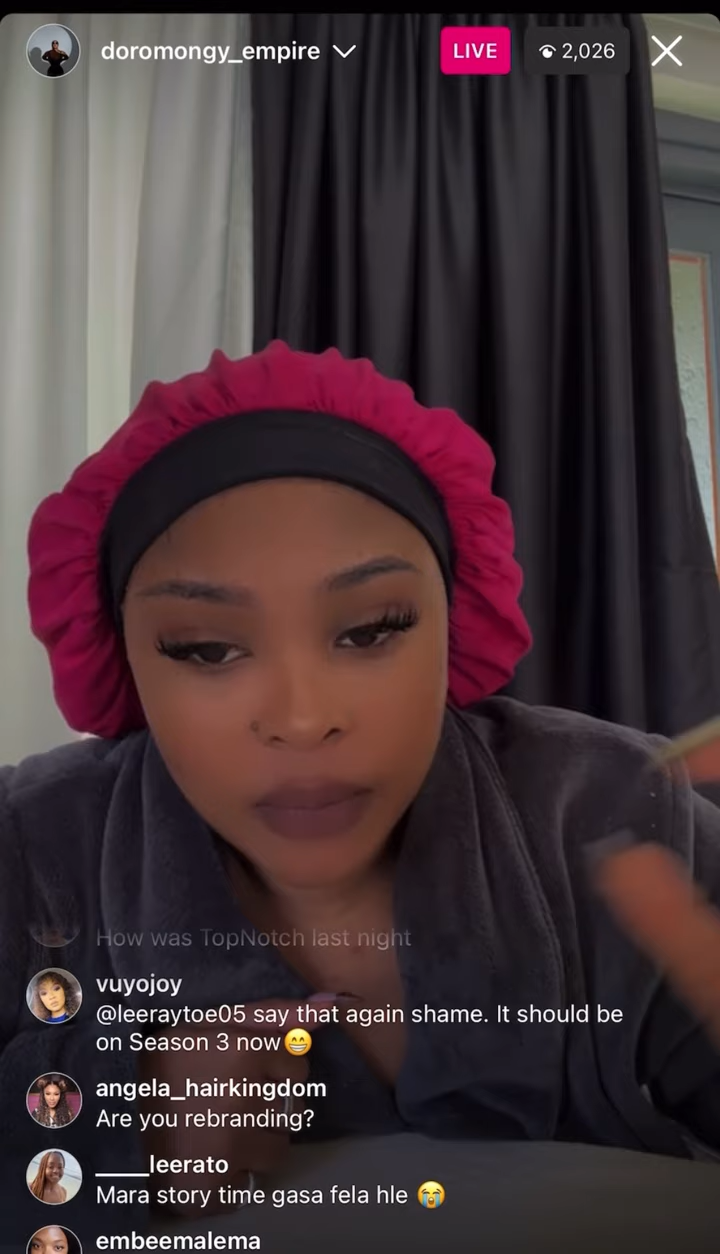 doromongy_empire
LIVE
2,026
How was TopNotch last night
vuyojoy
@leeraytoe05 say that again shame. It should be
on Season 3 now😁
angela_hairkingdom
Are you rebranding?
____leerato
Mara story time gasa fela hle 😭
embeemalema